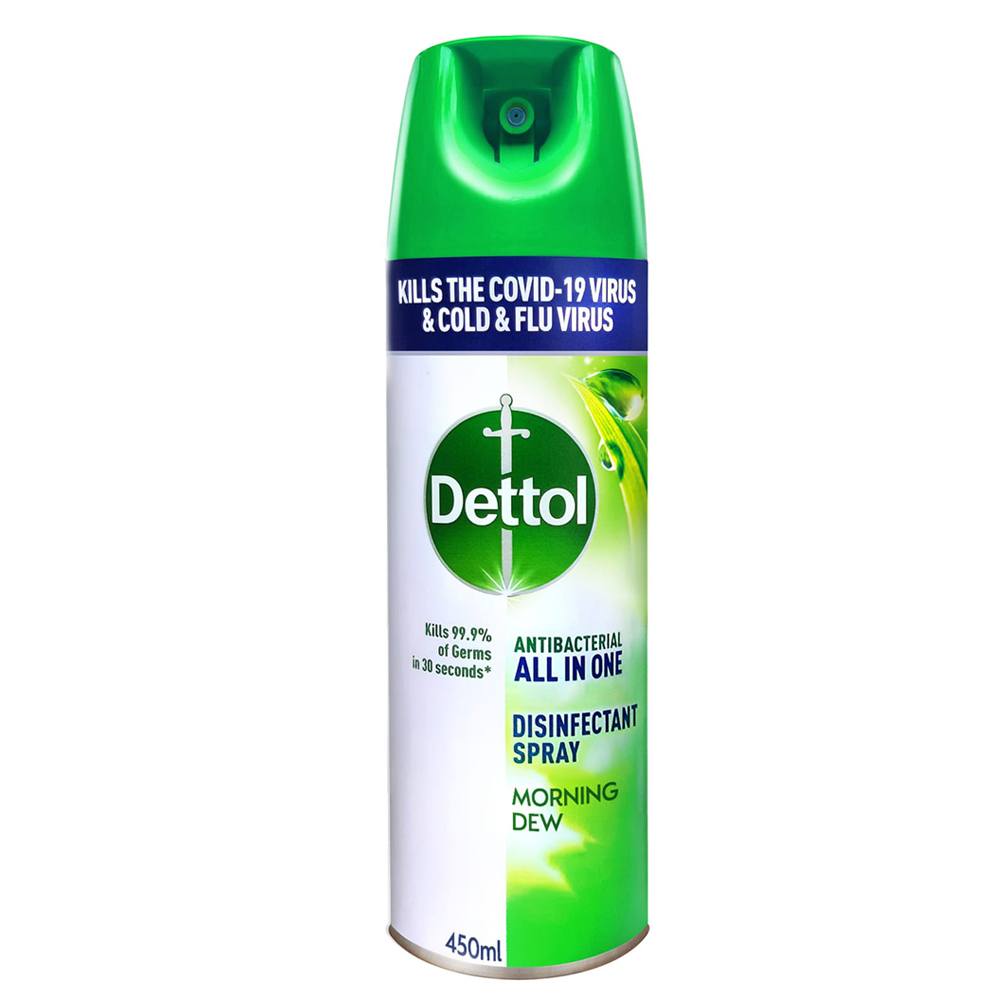 KILLS THE COVID-19 VIRUS
& COLD & FLU VIRUS
Dettol
Kills 99.9%
of Germs
in 30 seconds*
ANTIBACTERIAL
ALL IN ONE
DISINFECTANT
SPRAY
MORNING
DEW
450ml